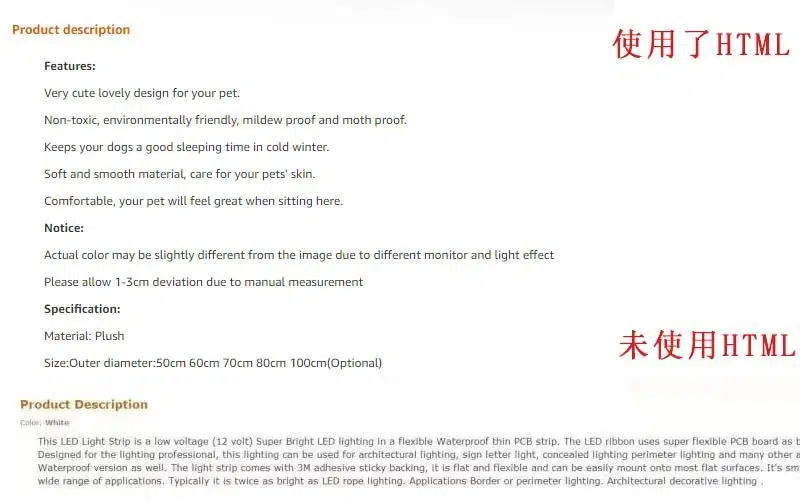 Product description
使用了HTML
Features:
Very cute lovely design for your pet.
Non-toxic, environmentally friendly, mildew proof and moth proof.
Keeps your dogs a good sleeping time in cold winter.
Soft and smooth material, care for your pets' skin.
Comfortable, your pet will feel great when sitting here.
Notice:
Actual color may be slightly different from the image due to different monitor and light effect
Please allow 1-3cm deviation due to manual measurement
Specification:
Material: Plush
未使用HTML
Size:Outer diameter:50cm 60cm 70cm 80cm 100cm(Optional)
Product Description
Color: White
This LED Light Strip is a low voltage (12 volt) Super Bright LED lighting in a flexible Waterproof thin PCB strip. The LED ribbon uses super flexible PCB board as
Designed for the lighting professional, this lighting can be used for architectural lighting, sign letter light, concealed lighting perimeter lighting and many other
Waterproof version as well. The light strip comes with 3M adhesive sticky backing, it is flat and flexible and can be easily mount onto most flat surfaces. It's
wide range of applications. Typically it is twice as bright as LED rope lighting. Applications Border or perimeter lighting. Architectural decorative lighting .